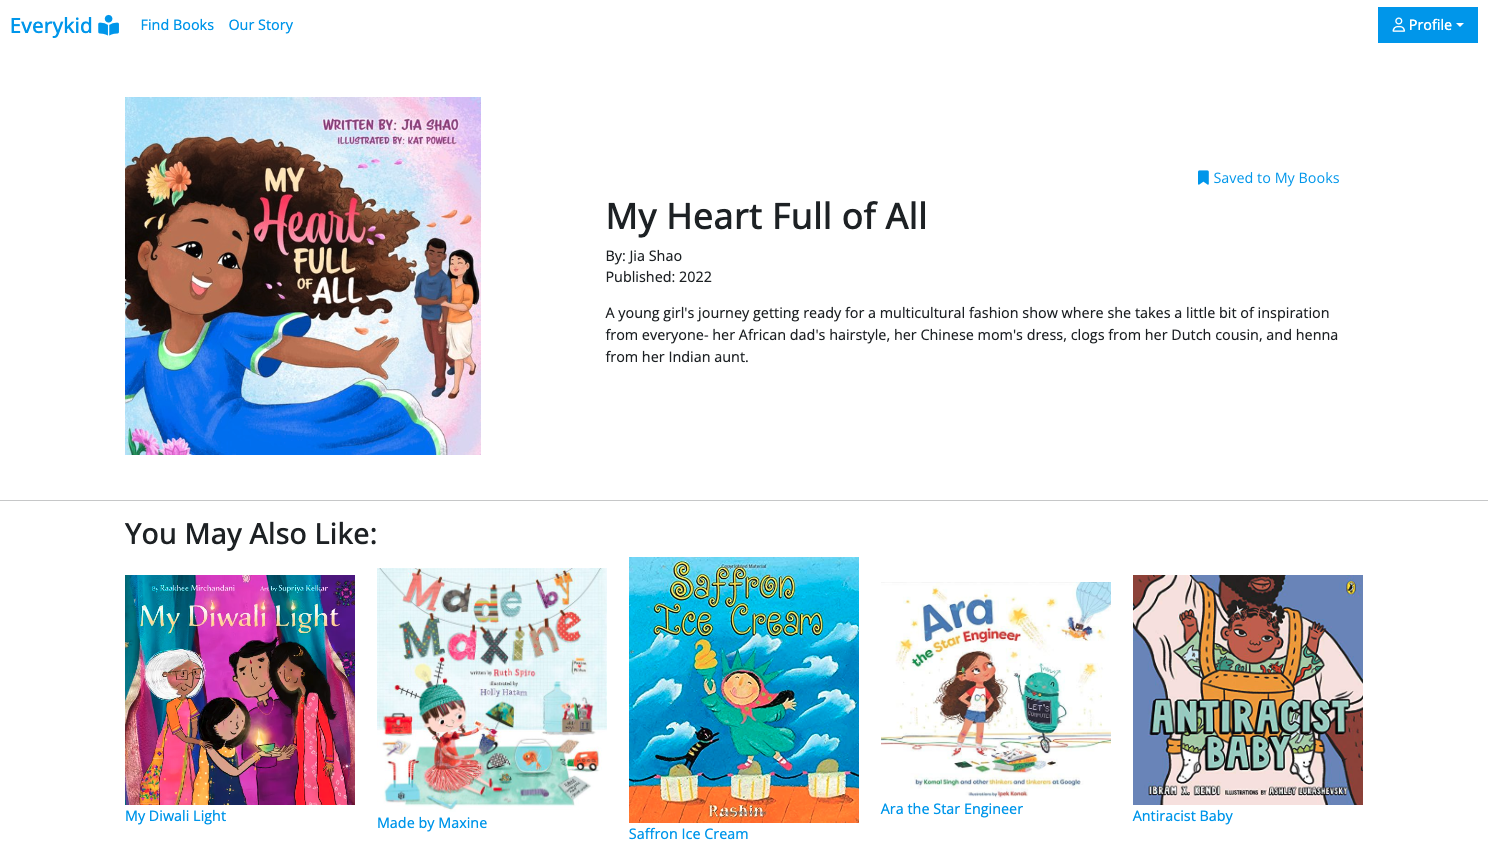 Everykid
Find Books
Our Story
Profile
WRITTEN BY: JIA SHAO
ILLUSTRATED BY: KAT POWELL
MY
Heart
FULL
OF
ALL
Saved to My Books
My Heart Full of All
By: Jia Shao
Published: 2022
A young girl's journey getting ready for a multicultural fashion show where she takes a little bit of inspiration
from everyone- her African dad's hairstyle, her Chinese mom's dress, clogs from her Dutch cousin, and henna
from her Indian aunt.
You May Also Like:
By Raakhee Mirchandani
Art by Supriya Kelkar
My Diwali Light
My Diwali Light
Made by
Maxine
written by Ruth Spiro
illustrated by
Holly Hatam
Made by Maxine
Copyrighted Material
Saffron
Ice Cream
Rashin
Saffron Ice Cream
Ara
the Star Engineer
LET'S
by Komal Singh and other thinkers and tinkerers at Google
Illustrations by Ipek Konak
Ara the Star Engineer
ANTIRACIST
BABY
IBRAM X. KENDI
ILLUSTRATIONS BY ASHLEY LUKASHEVSKY
Antiracist Baby